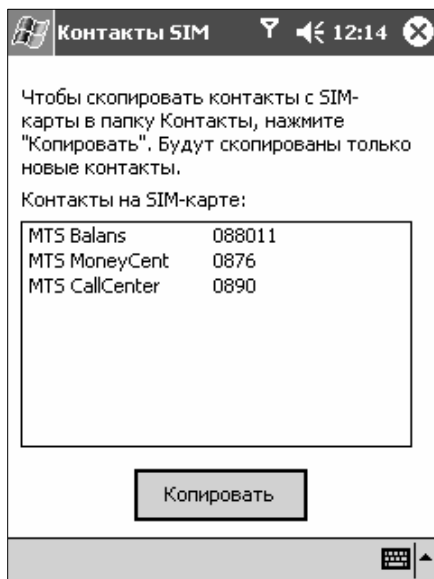 Контакты SIM 12:14
Чтобы скопировать контакты с SIM-
карты в папку Контакты, нажмите
"Копировать". Будут скопированы только
новые контакты.
Контакты на SIM-карте:
MTS Balans 088011
MTS MoneyCent 0876
MTS CallCenter 0890
Копировать